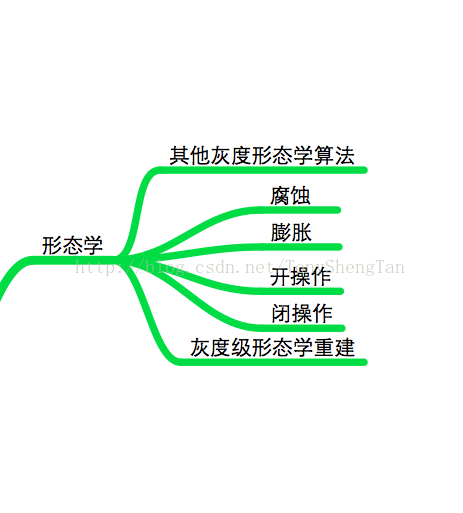 其他灰度形态学算法
腐蚀
膨胀
形态学
http://blog.csdn.net/TonyShengTan
开操作
闭操作
灰度级形态学重建